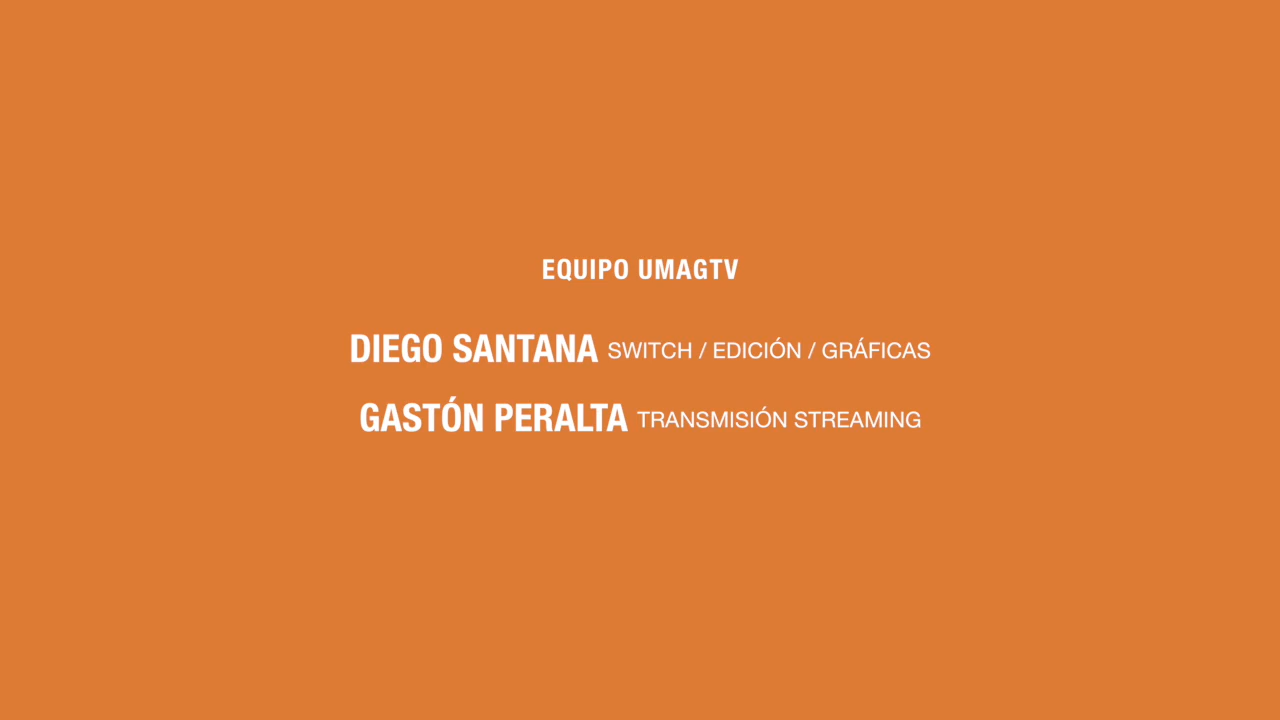 EQUIPO UMAGTV
DIEGO SANTANA SWITCH / EDICIÓN / GRÁFICAS
GASTÓN PERALTA TRANSMISIÓN STREAMING